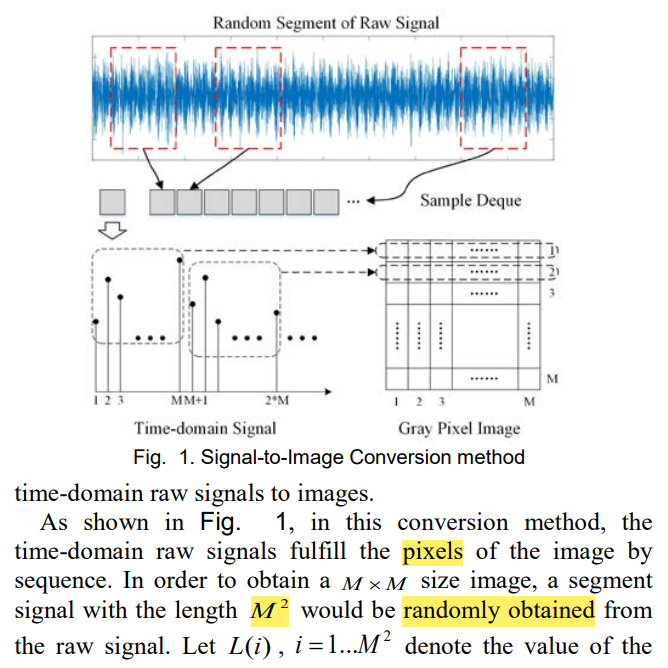 Random Segment of Raw Signal
...
Sample Deque
...... 1
...... 2
...... 3
...... ...... ...... ......
...... M
1 2 3 M M+1 2*M
1 2 3 M
Time-domain Signal Gray Pixel Image
Fig. 1. Signal-to-Image Conversion method
time-domain raw signals to images.
As shown in Fig. 1, in this conversion method, the
time-domain raw signals fulfill the pixels of the image by
sequence. In order to obtain a M × M size image, a segment
signal with the length M² would be randomly obtained from
the raw signal. Let L(i), i = 1...M² denote the value of the